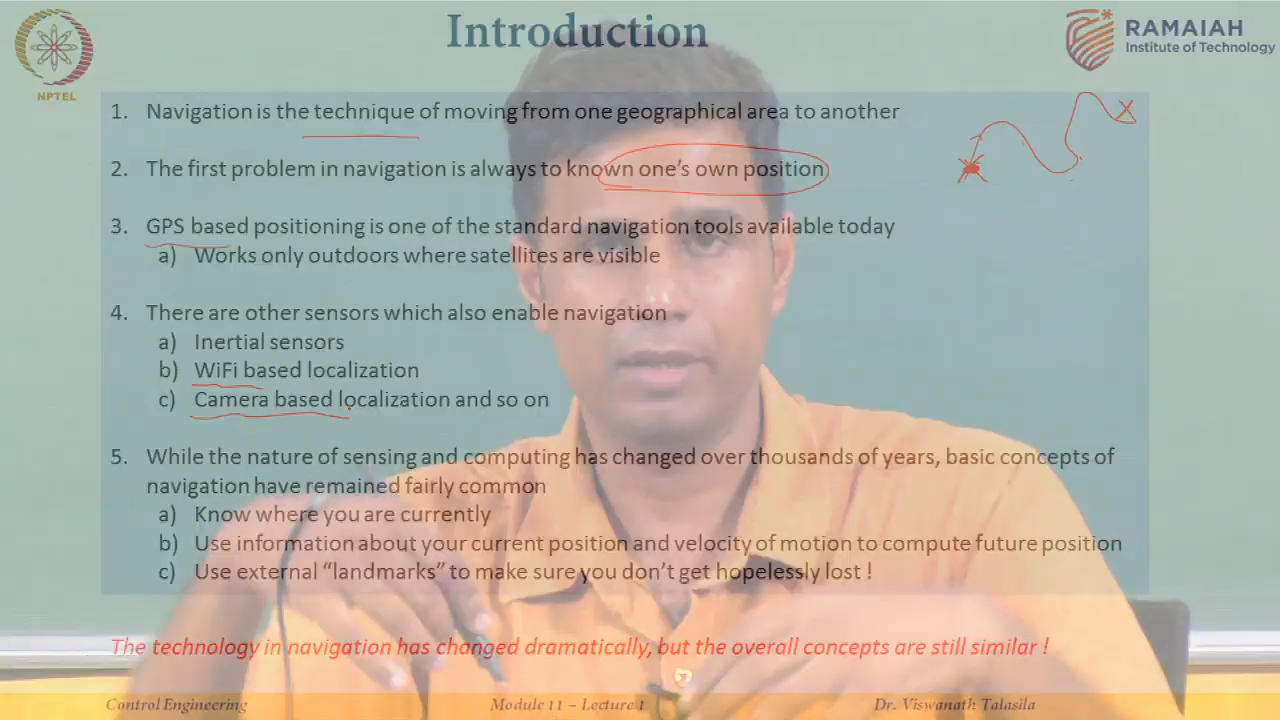 Introduction
NPTEL
RAMAIAH
Institute of Technology
1. Navigation is the technique of moving from one geographical area to another
2. The first problem in navigation is always to known one's own position
3. GPS based positioning is one of the standard navigation tools available today
a) Works only outdoors where satellites are visible
4. There are other sensors which also enable navigation
a) Inertial sensors
b) WiFi based localization
c) Camera based localization and so on
5. While the nature of sensing and computing has changed over thousands of years, basic concepts of
navigation have remained fairly common
a) Know where you are currently
b) Use information about your current position and velocity of motion to compute future position
c) Use external “landmarks” to make sure you don't get hopelessly lost !
The technology in navigation has changed dramatically, but the overall concepts are still similar !
Control Engineering
Module 11 – Lecture 1
Dr. Viswanath Talasila